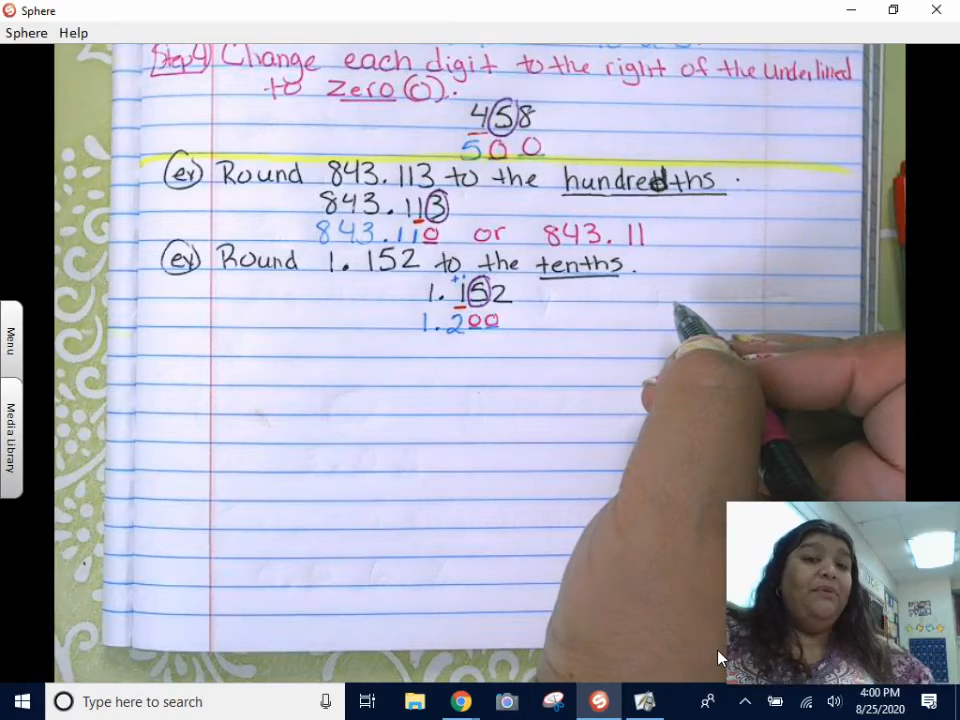 Sphere
Sphere Help
Step 4 Change each digit to the right of the underlined
to zero (0).
458
500
ex Round 843.113 to the hundredths.
843.113
843.110 or 843.11
ex Round 1.152 to the tenths.
+1
1.152
1.200
Menu
Media Library
Type here to search
4:00 PM
8/25/2020